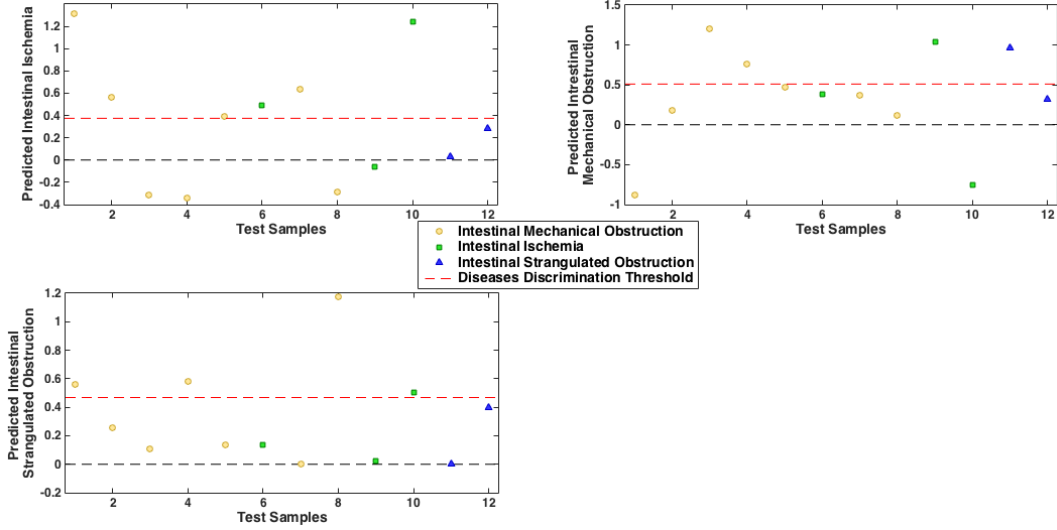 Predicted Intestinal Ischemia
1.2
1
0.8
0.6
0.4
0.2
0
-0.2
-0.4
2 4 6 8 10 12
Test Samples
Predicted Intrestinal
Mechanical Obstruction
1.5
1
0.5
0
-0.5
-1
2 4 6 8 10 12
Test Samples
Intestinal Mechanical Obstruction
Intestinal Ischemia
Intestinal Strangulated Obstruction
Diseases Discrimination Threshold
Predicted Intestinal
Strangulated Obstruction
1.2
1
0.8
0.6
0.4
0.2
0
-0.2
2 4 6 8 10 12
Test Samples